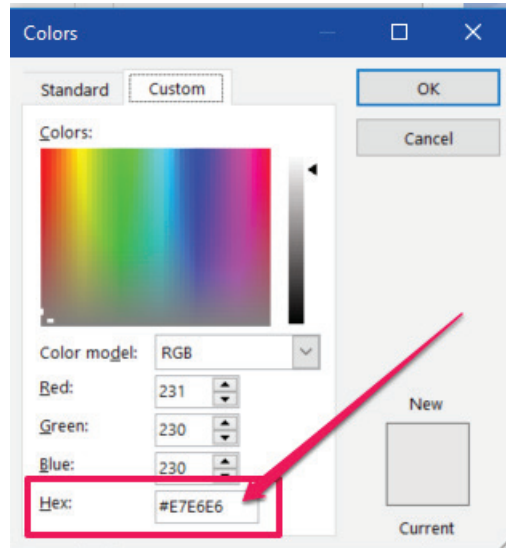 Colors
Standard Custom
OK
Colors:
Cancel
Color model: RGB
Red: 231
Green: 230
Blue: 230
Hex: #E7E6E6
New
Current